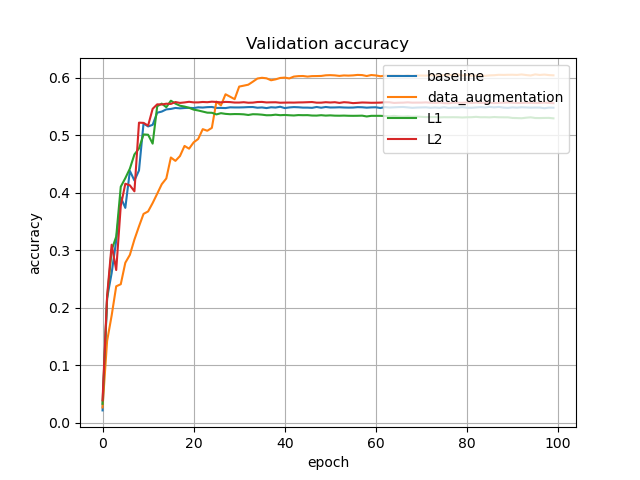 Validation accuracy
baseline
data_augmentation
L1
L2
accuracy
0.6
0.5
0.4
0.3
0.2
0.1
0.0
0 20 40 60 80 100
epoch